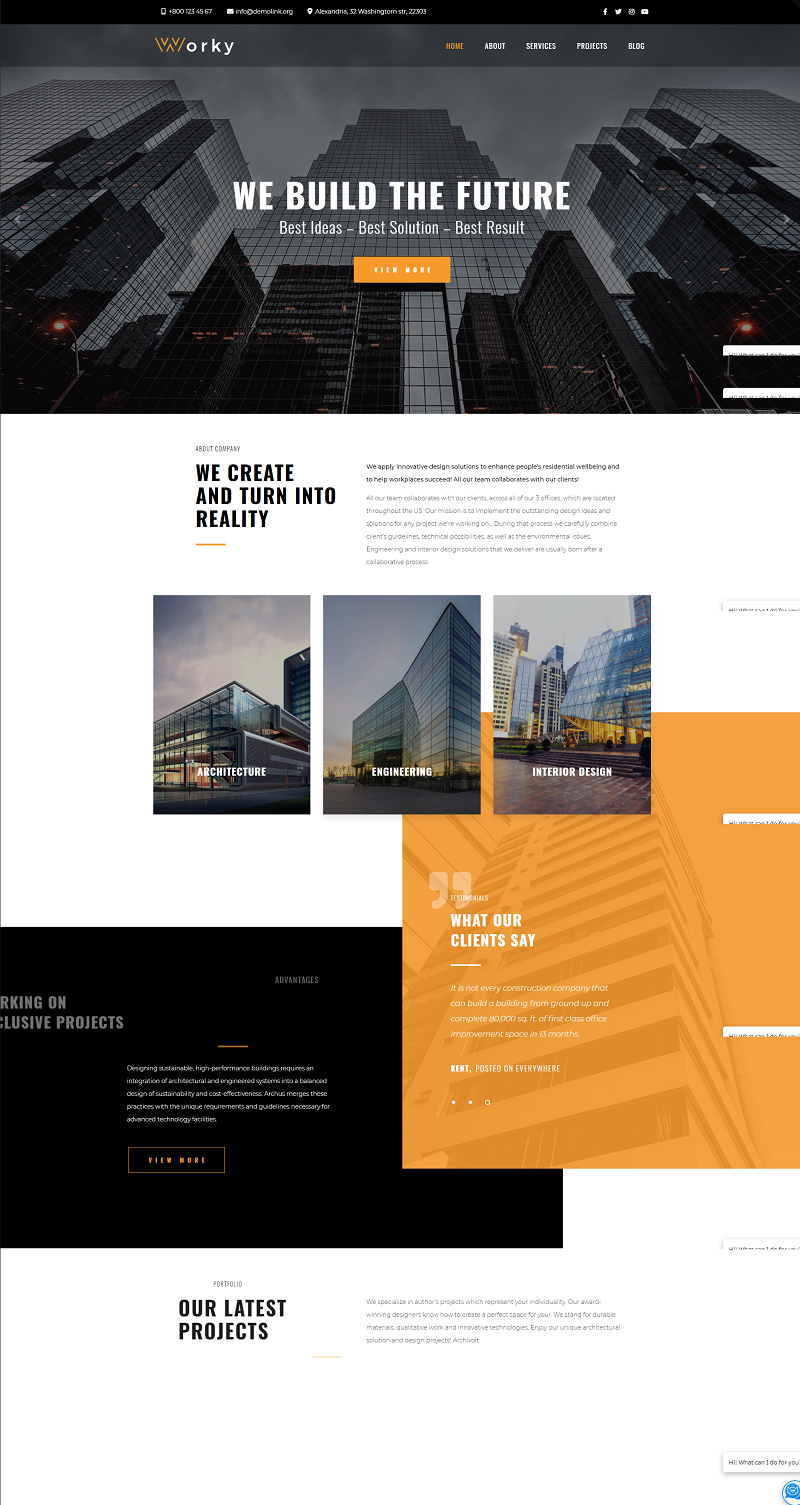 +800 123 45 67
info@demolink.org
Alexandria, 32 Washingtom str, 22303
Worky
HOME
ABOUT
SERVICES
PROJECTS
BLOG
WE BUILD THE FUTURE
Best Ideas – Best Solution – Best Result
VIEW MORE
Hi! What can I do for you?
Hi! What can I do for you?
ABOUT COMPANY
WE CREATE
AND TURN INTO
REALITY
We apply innovative design solutions to enhance people's residential wellbeing and
to help workplaces succeed! All our team collaborates with our clients!
All our team collaborates with our clients, across all of our 3 offices, which are located
throughout the US. Our mission is to implement the outstanding design ideas and
solutions for any project we're working on... During that process we carefully combine
client's guidelines, technical possibilities, as well as the environmental issues.
Engineering and interior design solutions that we deliver are usually born after a
collaborative process.
Hi! What can I do for you?
ARCHITECTURE
ENGINEERING
INTERIOR DESIGN
Hi! What can I do for you?
TESTIMONIALS
WHAT OUR
CLIENTS SAY
It is not every construction company that
can build a building from ground up and
complete 80,000 sq. ft. of first class office
improvement space in 13 months.
Hi! What can I do for you?
KENT, POSTED ON EVERYWHERE
ADVANTAGES
RKING ON
CLUSIVE PROJECTS
Designing sustainable, high-performance buildings requires an
integration of architectural and engineered systems into a balanced
design of sustainability and cost-effectiveness. Archus merges these
practices with the unique requirements and guidelines necessary for
advanced technology facilities.
VIEW MORE
Hi! What can I do for you?
PORTFOLIO
OUR LATEST
PROJECTS
We specialize in author's projects which represent your individuality. Our award-
winning designers know how to create a perfect space for your. We stand for durable
materials, qualitative work and innovative technologies. Enjoy our unique architectural
solution and design projects! Archivolt.
Hi! What can I do for you?